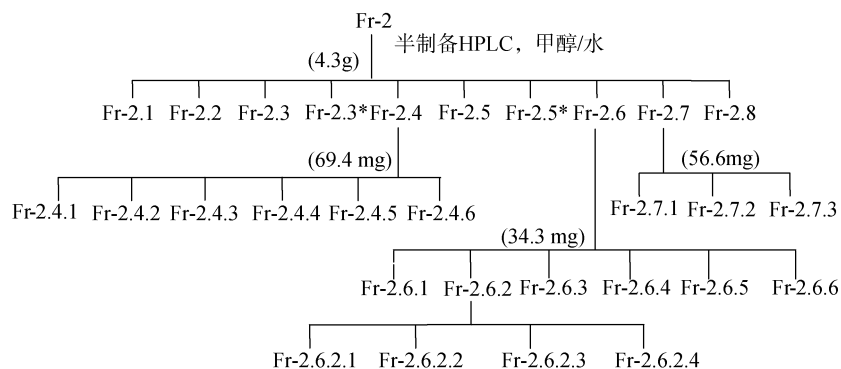 Fr-2
半制备HPLC，甲醇/水
(4.3g)
Fr-2.1 Fr-2.2 Fr-2.3 Fr-2.3* Fr-2.4 Fr-2.5 Fr-2.5* Fr-2.6 Fr-2.7 Fr-2.8
(69.4 mg) (56.6mg)
Fr-2.4.1 Fr-2.4.2 Fr-2.4.3 Fr-2.4.4 Fr-2.4.5 Fr-2.4.6 Fr-2.7.1 Fr-2.7.2 Fr-2.7.3
(34.3 mg)
Fr-2.6.1 Fr-2.6.2 Fr-2.6.3 Fr-2.6.4 Fr-2.6.5 Fr-2.6.6
Fr-2.6.2.1 Fr-2.6.2.2 Fr-2.6.2.3 Fr-2.6.2.4